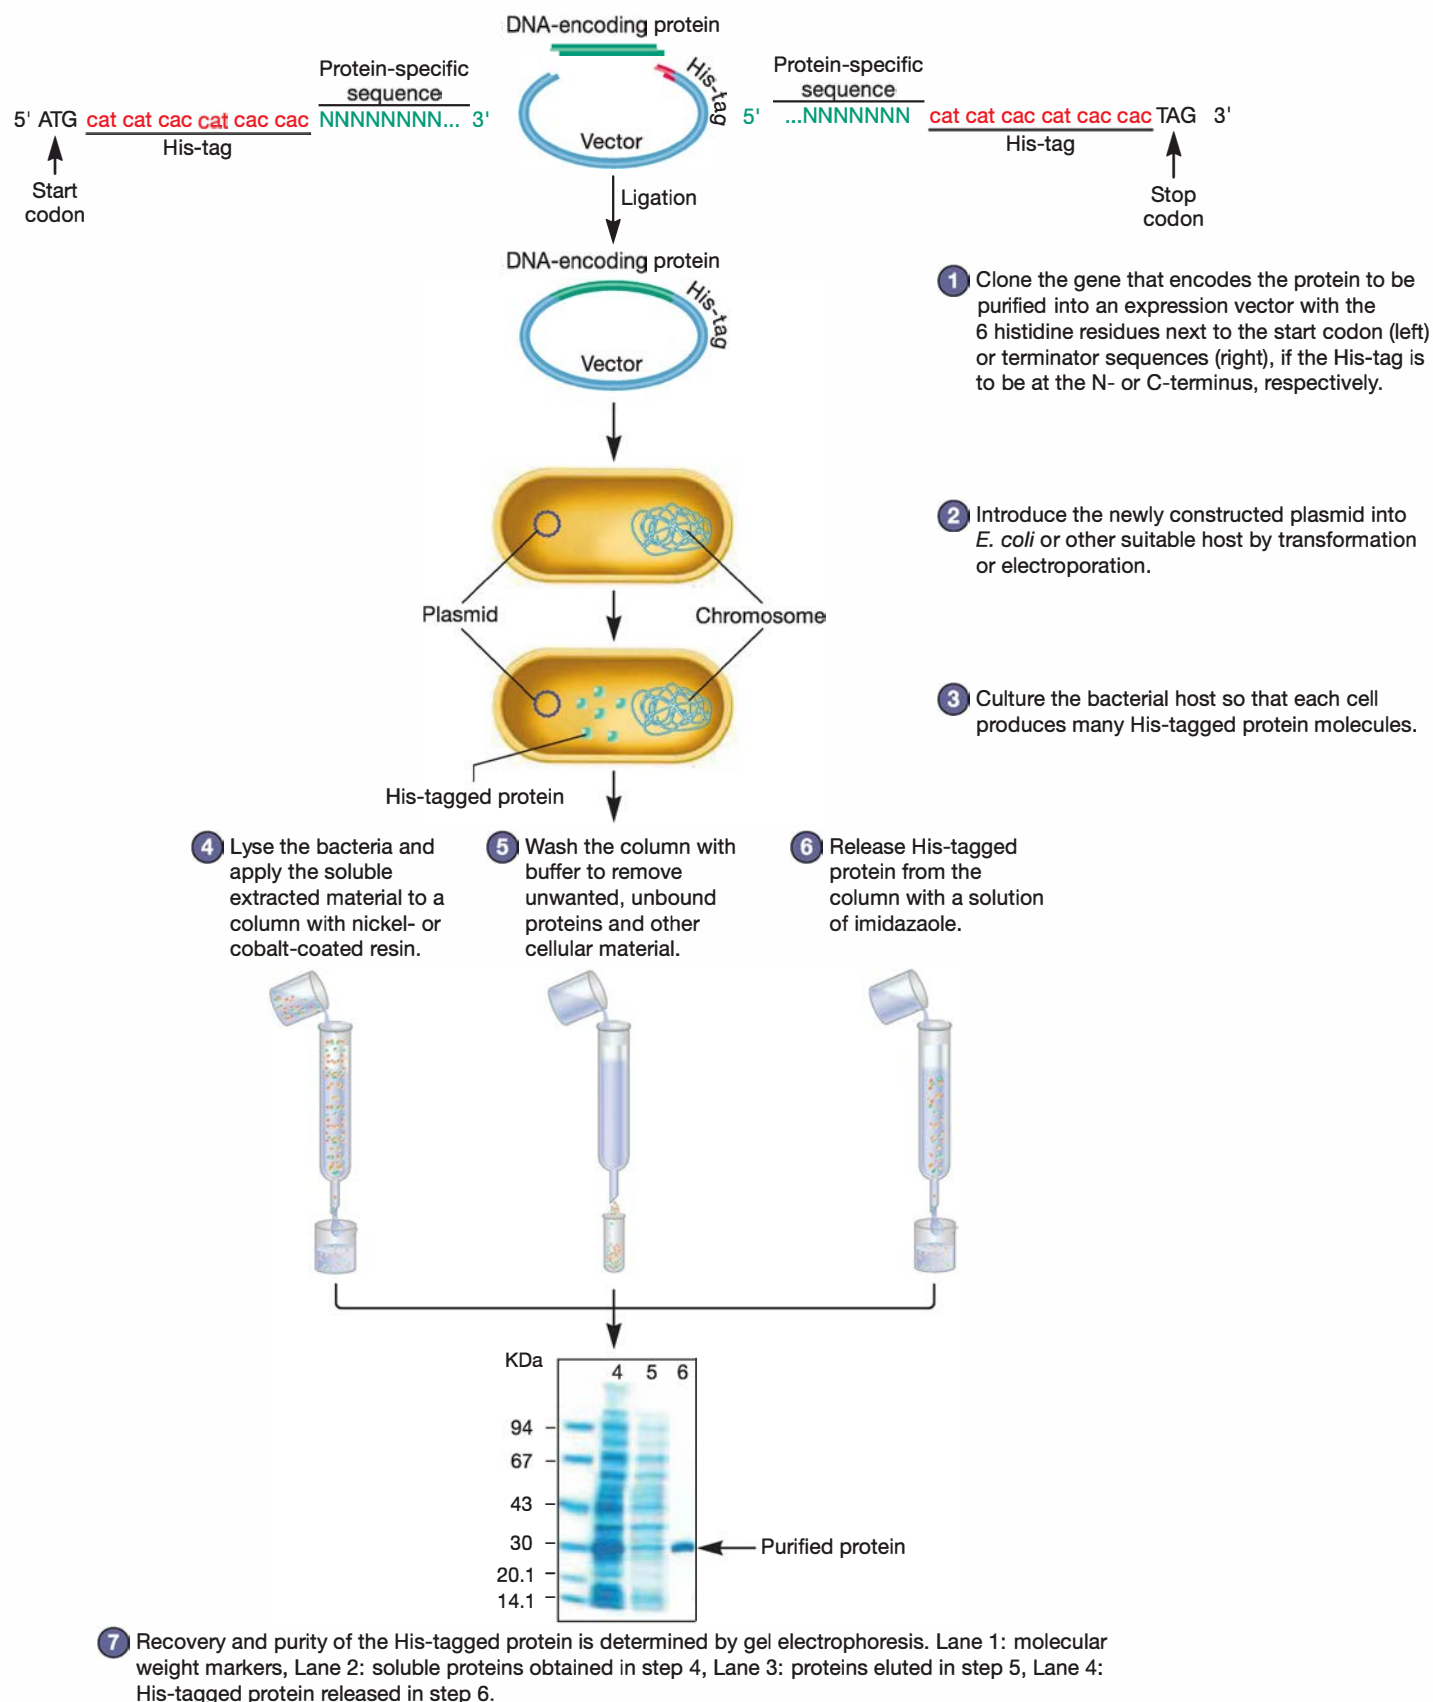 DNA-encoding protein
His-tag
Protein-specific
sequence
5' ATG cat cat cac cat cac cac NNNNNNNN... 3'
His-tag
Start
codon
Vector
Protein-specific
sequence
5' ...NNNNNNN cat cat cac cat cac cac TAG 3'
His-tag
Stop
codon
Ligation
DNA-encoding protein
His-tag
Vector
1 Clone the gene that encodes the protein to be
purified into an expression vector with the
6 histidine residues next to the start codon (left)
or terminator sequences (right), if the His-tag is
to be at the N- or C-terminus, respectively.
2 Introduce the newly constructed plasmid into
E. coli or other suitable host by transformation
or electroporation.
Plasmid
Chromosome
3 Culture the bacterial host so that each cell
produces many His-tagged protein molecules.
His-tagged protein
4 Lyse the bacteria and
apply the soluble
extracted material to a
column with nickel- or
cobalt-coated resin.
5 Wash the column with
buffer to remove
unwanted, unbound
proteins and other
cellular material.
6 Release His-tagged
protein from the
column with a solution
of imidazaole.
KDa
4 5 6
94
67
43
30
20.1
14.1
Purified protein
7 Recovery and purity of the His-tagged protein is determined by gel electrophoresis. Lane 1: molecular
weight markers, Lane 2: soluble proteins obtained in step 4, Lane 3: proteins eluted in step 5, Lane 4:
His-tagged protein released in step 6.